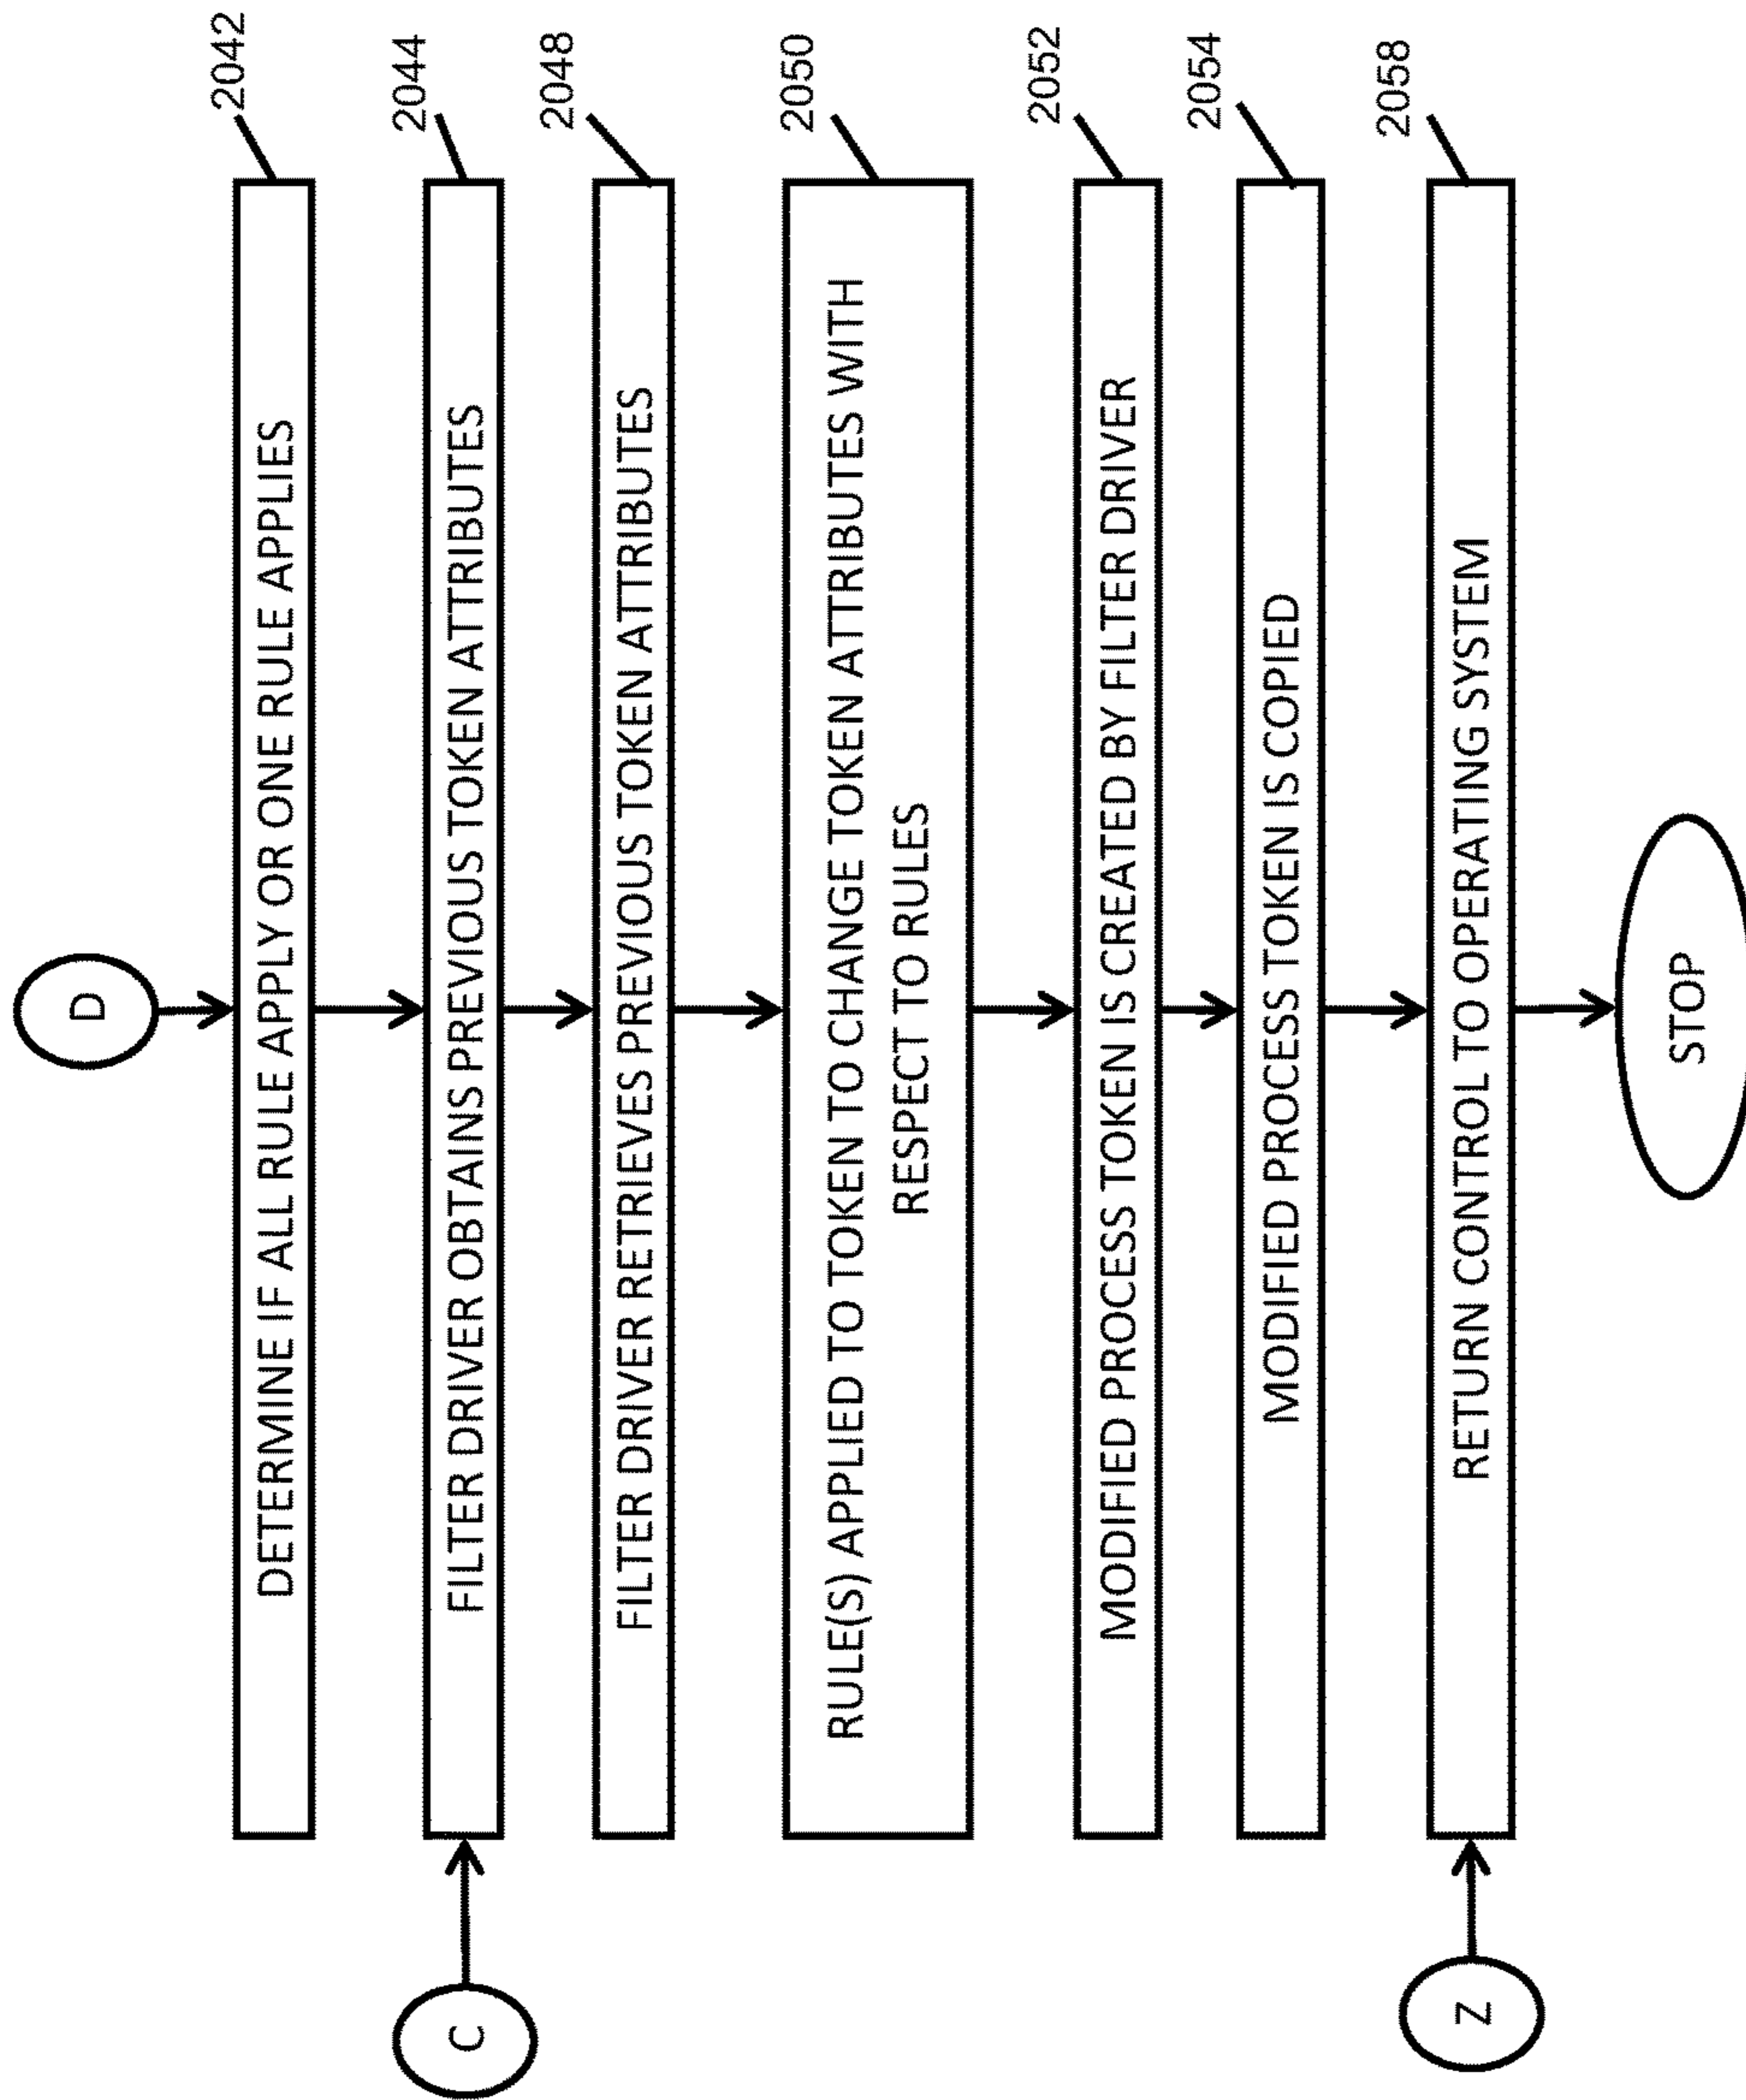 D
DETERMINE IF ALL RULE APPLY OR ONE RULE APPLIES
2042
C
FILTER DRIVER OBTAINS PREVIOUS TOKEN ATTRIBUTES
2044
FILTER DRIVER RETRIEVES PREVIOUS TOKEN ATTRIBUTES
2048
RULE(S) APPLIED TO TOKEN TO CHANGE TOKEN ATTRIBUTES WITH
RESPECT TO RULES
2050
MODIFIED PROCESS TOKEN IS CREATED BY FILTER DRIVER
2052
MODIFIED PROCESS TOKEN IS COPIED
2054
Z
RETURN CONTROL TO OPERATING SYSTEM
2058
STOP